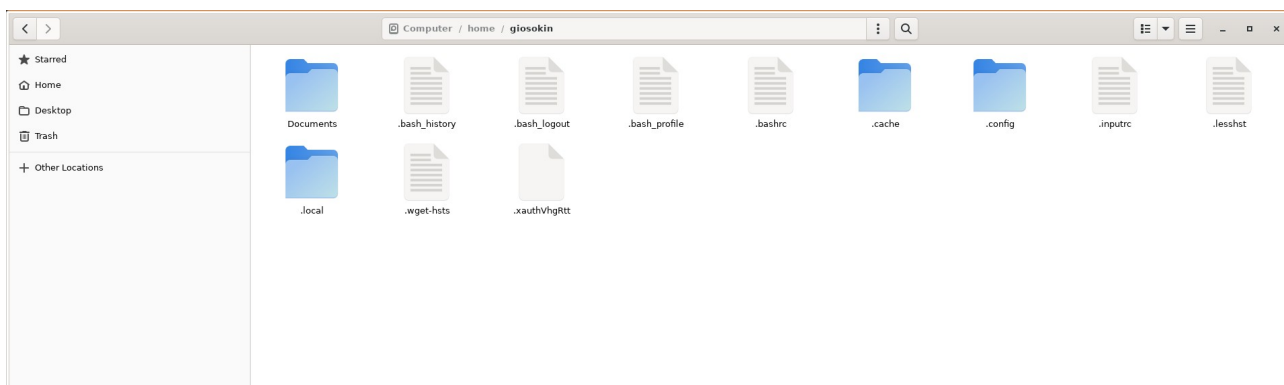 Computer / home / giosokin
Starred
Home
Desktop
Trash
Other Locations
Documents .bash_history .bash_logout .bash_profile .bashrc .cache .config .inputrc .lesshst
.local .wget-hsts .xauthVhgRtt